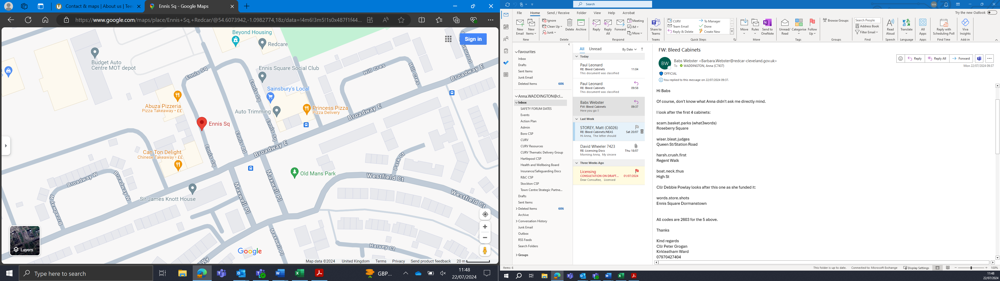 Contact & maps | About us | Tees
Ennis Sq - Google Maps
https://www.google.com/maps/place/Ennis+Sq,+Redcar/@54.6073942,-1.0982774,18z/data=!4m6!3m5!1s0x487f1f44...
Sign in
Beyond Housing
Redcare
Budget Auto
Centre MOT depot
Ennis Sq
Ennis Square Social Club
Ennis Sq
Sainsbury's Local
Hill Cres
Hill Cres
Broadway E
Abuza Pizzeria
Pizza Takeaway • ££
Auto Trimming
Princess Pizza
Pizza Delivery
Broadway E
Ennis Sq
Ennis Sq
Ennis Rd
Ennis Sq
Broadway E
Can Ton Delight
Chinese Takeaway • ££
Park Ct
Old Mans Park
Westfield Ct
Westfield Ct
Broadway W
Broadway W
Broadway W
Maxwell Pl
Maxwell Pl
Maxwell Pl
Sir James Knott House
Harvey Ct
Layers
Google
Map data ©2024 United Kingdom Terms Privacy Send product feedback 20 m
Type here to search
GBP...
11:48
22/07/2024
Search
WA
File Home Send / Receive Folder View Help Acrobat
Try the new Outlook
New Email
New Items
New
Ignore
Clean Up
Junk
Delete
Archive
Delete
Reply
Reply All
Forward
Meeting
IM
More
Respond
Share to Teams
Teams
CURV
Team Email
Reply & Delete
To Manager
Done
Create New
Quick Steps
Move
Rules
Send to OneNote
Move
Unread/ Read
Categorise
Follow Up
Tags
Browse Groups
Groups
Search People
Address Book
Filter Email
Find
Read Aloud
Speech
Translate
Language
All Apps
Apps
Reply with Scheduling Poll
Find Time
Viva Insights
Add-in
Favourites
Inbox
Drafts
Sent Items
Junk Email
Deleted Items 606
Anna.WADDINGTON@cl...
Inbox
SAFETY FORUM DATES
Events
Action Plan
Admin
Boro CSP
CURV
CURV Resources
CURV Thematic Delivery Group
Hartlepool CSP
Health and Wellbeing Board
Insurance/Safeguarding Docs
R&C CSP
Stockton CSP
Town Centre Strategic Partne...
Drafts
Sent Items
Deleted Items 606
Archive
Conversation History
Junk Email
Outbox
RSS Feeds
Search Folders
Groups
All Unread By Date
Today
Paul Leonard
RE: Bleed Cabinets 11:04
This document was classified
Paul Leonard
RE: Bleed Cabinets 09:58
This document was classified
Babs Webster
FW: Bleed Cabinets 09:37
Here you go !!
Last Week
STOREY, Matt (C6026)
RE: Bleed Cabinets/NEAS Sat 20/07
Hi Anna, The letter should
David Wheeler 7423
RE: Licensing Docs Thu 18/07
Morning Anna, My sincere
Three Weeks Ago
Licensing
CONSULTATION ON DRAFT... 01/07/2024
Dear Consultee, Licensed
FW: Bleed Cabinets
BW
Babs Webster <Barbara.Webster@redcar-cleveland.gov.uk>
To WADDINGTON, Anna (C7437)
Reply Reply All Forward
Mon 22/07/2024 09:37
OFFICIAL
You replied to this message on 22/07/2024 09:37.
Hi Babs
Of course, don't know what Anna didn't ask me directly mind.
I look after the first 4 cabinets:
scam.basket.parks (what3words)
Roseberry Square
wiser.bleat.judges
Queen St/Station Road
harsh.crush.first
Regent Walk
boat.neck.thus
High St
Cllr Debbie Powlay looks after this one as she funded it:
words.store.shots
Ennis Square Dormanstown
All codes are 2603 for the 5 above.
Thanks
Kind regards
Cllr Peter Grogan
Kirkleatham Ward
07970427404
Items: 6
This folder is up to date. Connected to: Microsoft Exchange Display Settings 100%
11:48
22/07/2024